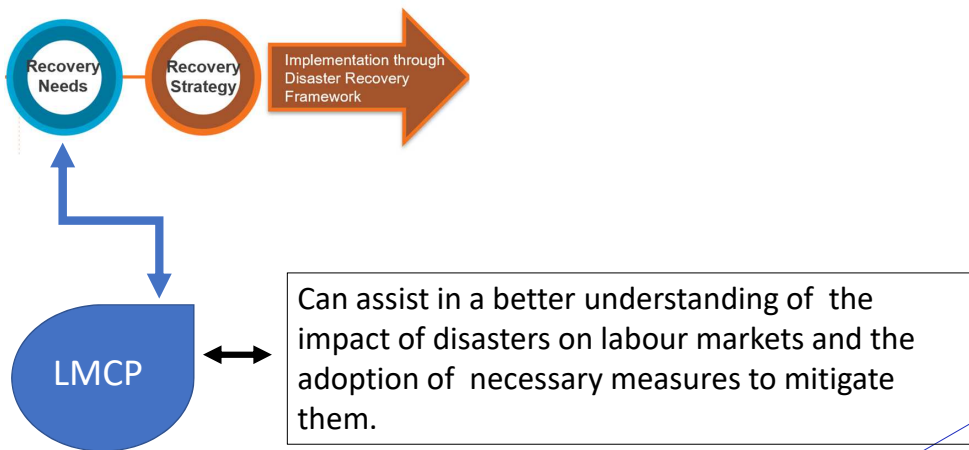 Recovery
Needs
Recovery
Strategy
Implementation through
Disaster Recovery
Framework
LMCP
Can assist in a better understanding of the
impact of disasters on labour markets and the
adoption of necessary measures to mitigate
them.